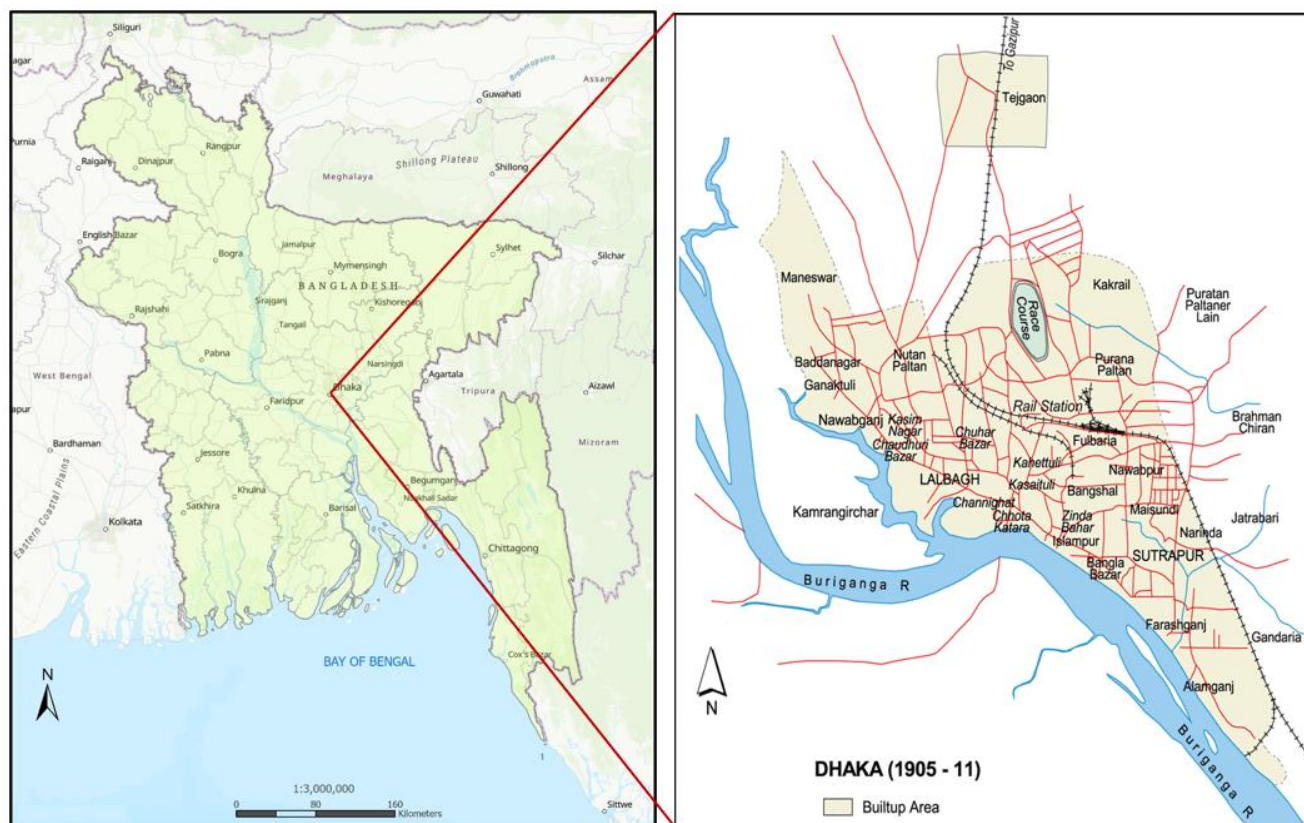 Siliguri
Brahmaputra
Assam
Guwahati
Purnia
Raiganj
Dinajpur
Rangpur
Shillong Plateau
Shillong
Meghalaya
English Bazar
Bogra
Jamalpur
Mymensingh
Sylhet
Silchar
BANGLADESH
Kishoreganj
Sirajganj
Rajshahi
Tangail
Pabna
Narsingdi
Dhaka
Agartala
Tripura
Aizawl
West Bengal
Faridpur
Mizoram
Bardhaman
Jessore
Begumganj
Noakhali Sadar
Khulna
Satkhira
Barisal
Eastern Coastal Plains
Kolkata
Chittagong
Cox's Bazar
BAY OF BENGAL
N
1
1:3,000,000
0 80 160
Kilometers
Sittwe
To Gazipur
Tejgaon
Maneswar
Kakrail
Race
Course
Puratan
Paltaner
Lain
Nutan
Paltan
Purana
Paltan
Baddanagar
Ganaktuli
Rail Station
Nawabganj
Kasim
Nagar
Chaudhuri
Bazar
Chuhar
Bazar
Fulbaria
Brahman
Chiran
Kahettuli
Nawabpur
LALBAGH
Kasaituli
Bangshal
Kamrangirchar
Channighat
Chhota
Katara
Zinda
Bahar
Islampur
Maisundi
Narinda
Jatrabari
SUTRAPUR
Bangla
Bazar
Buriganga R
Farashganj
Gandaria
Alamganj
N
Buriganga R
DHAKA (1905 - 11)
Builtup Area